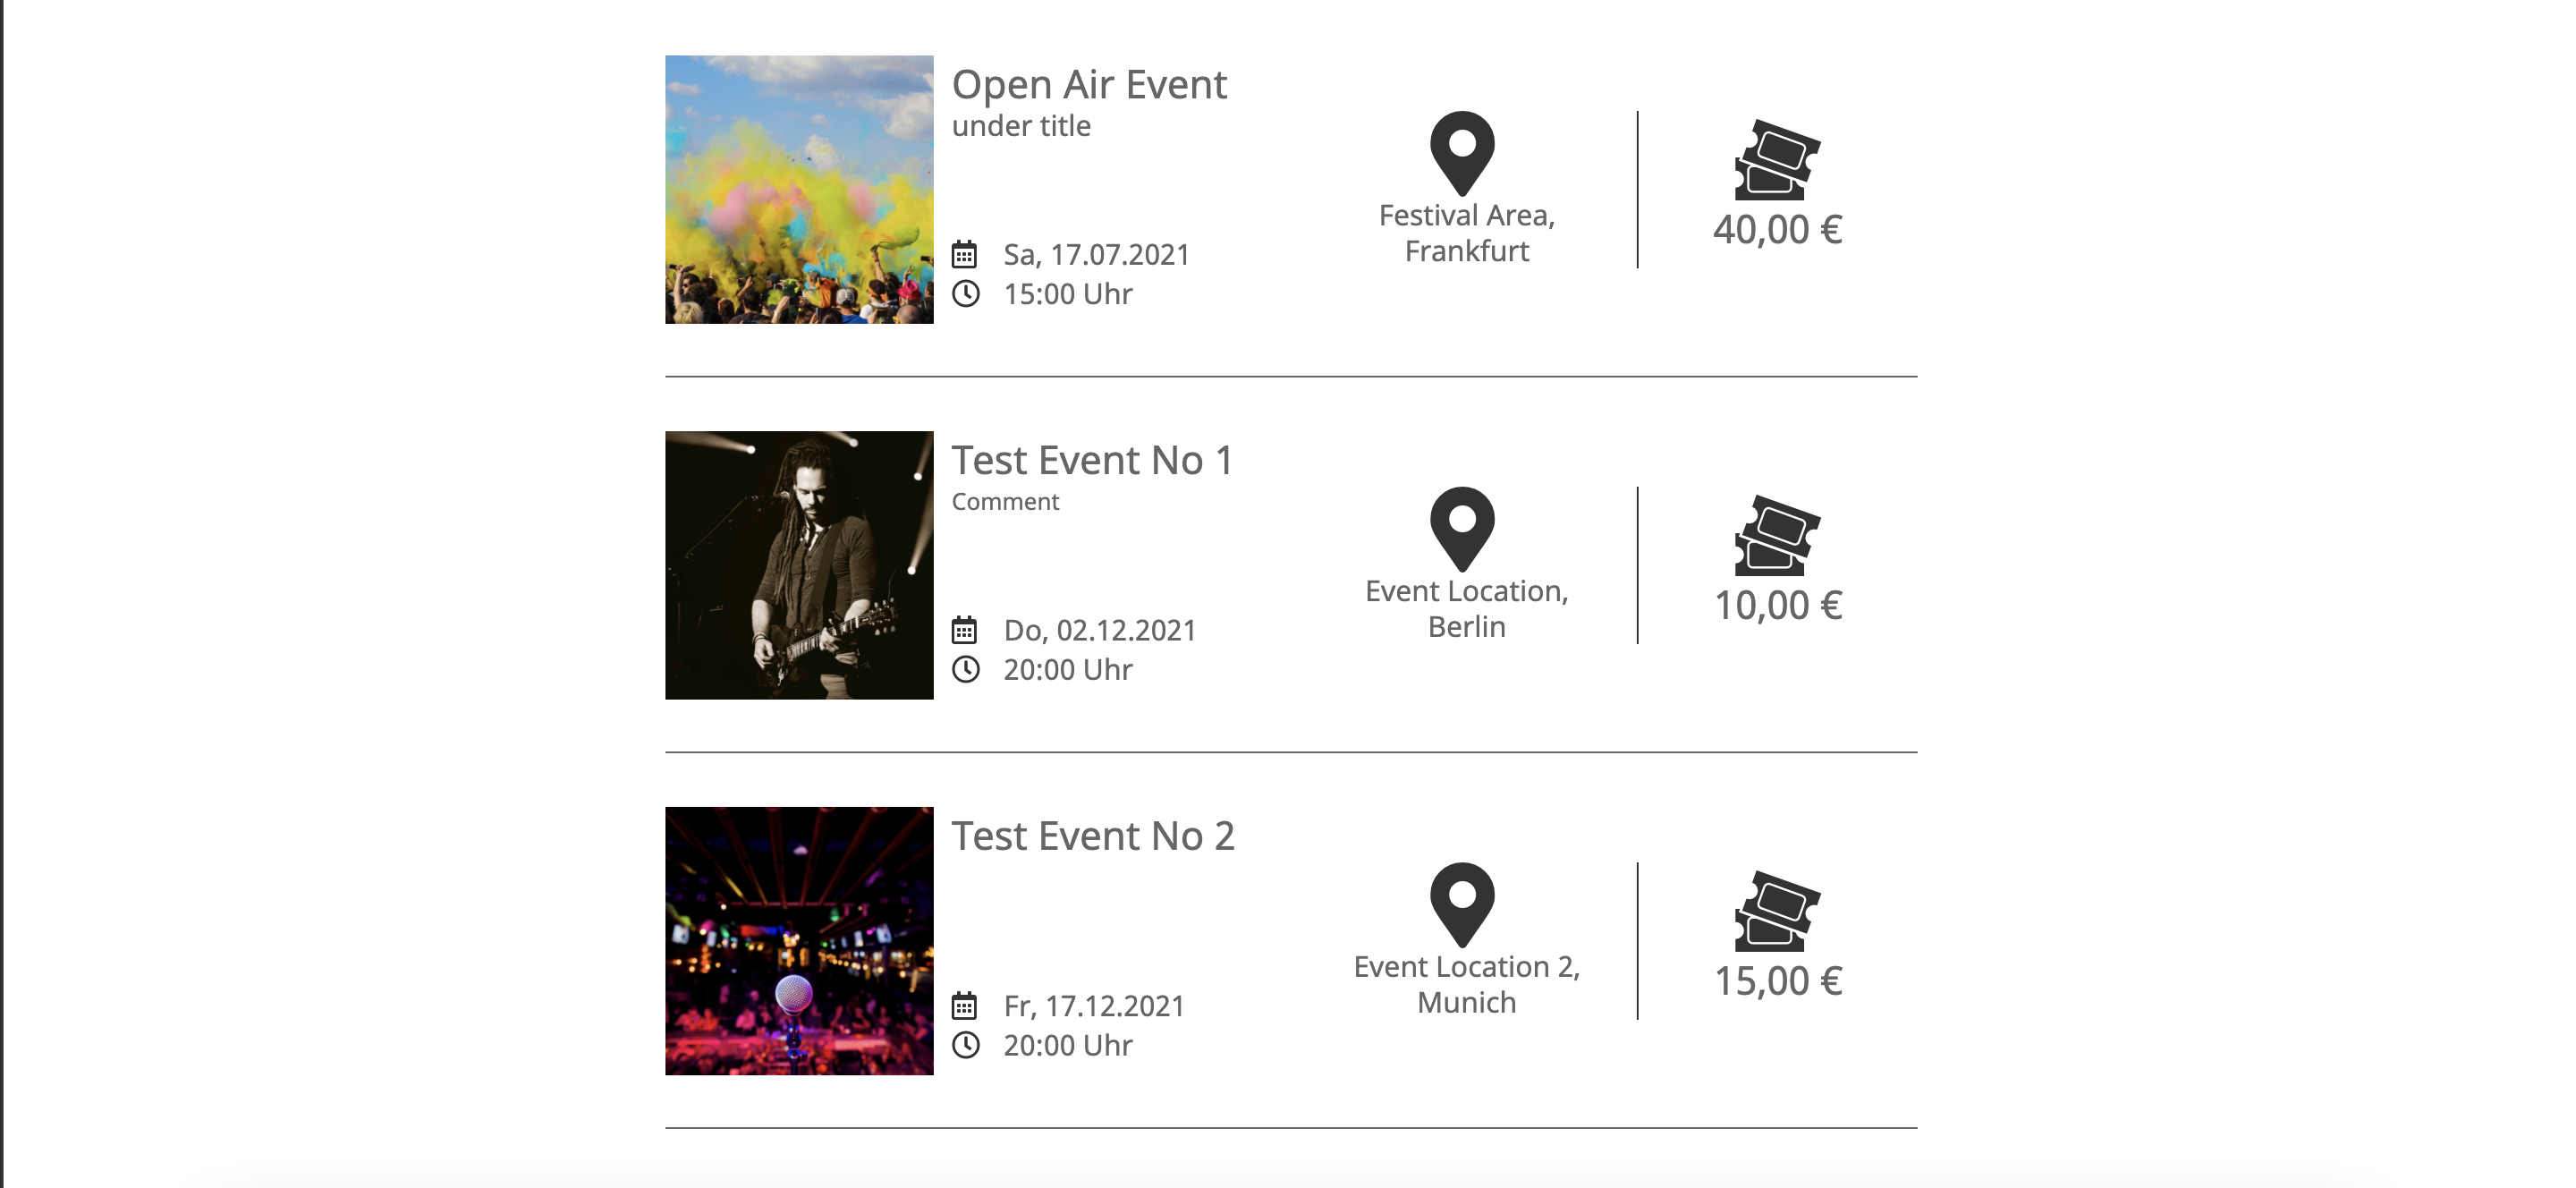 Open Air Event
under title
Sa, 17.07.2021
15:00 Uhr
Festival Area,
Frankfurt
40,00 €
Test Event No 1
Comment
Do, 02.12.2021
20:00 Uhr
Event Location,
Berlin
10,00 €
Test Event No 2
Fr, 17.12.2021
20:00 Uhr
Event Location 2,
Munich
15,00 €